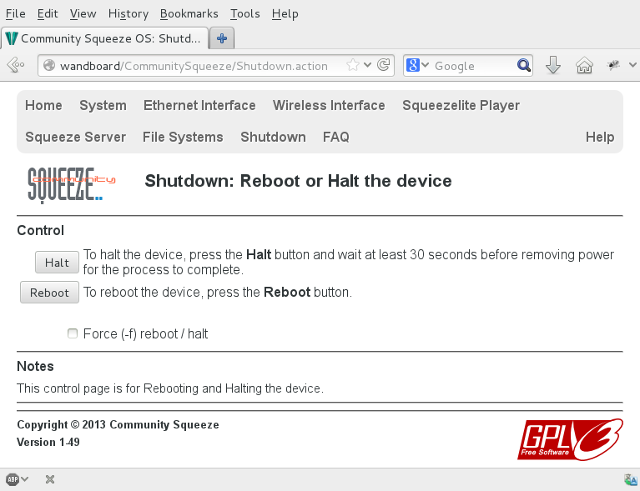 File Edit View History Bookmarks Tools Help
Community Squeeze OS: Shutd...
wandboard/CommunitySqueeze/Shutdown.action
Google
Home System Ethernet Interface Wireless Interface Squeezelite Player
Squeeze Server File Systems Shutdown FAQ Help
SQUEEZE
community
Shutdown: Reboot or Halt the device
Control
Halt To halt the device, press the Halt button and wait at least 30 seconds before removing power
for the process to complete.
Reboot To reboot the device, press the Reboot button.
Force (-f) reboot / halt
Notes
This control page is for Rebooting and Halting the device.
Copyright © 2013 Community Squeeze
Version 1-49
GPLv3
Free Software
ABP